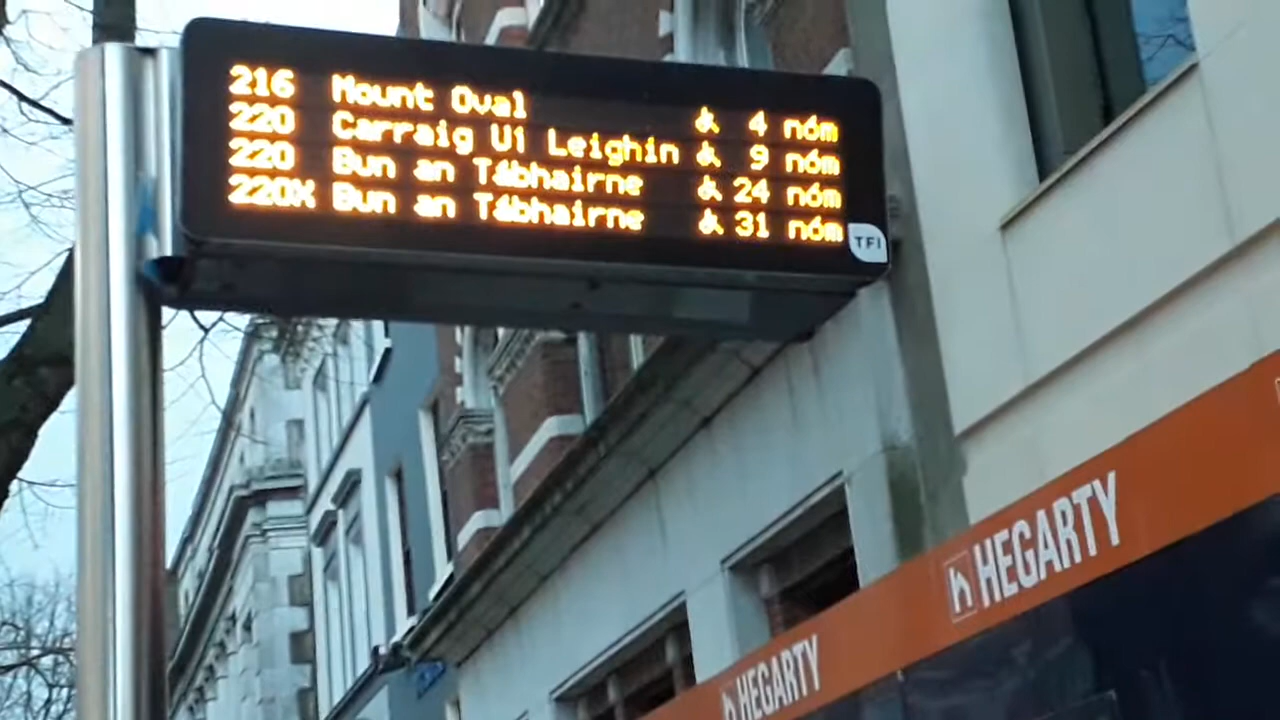 216 Mount Oval 4 nóm
220 Carraig Uí Leighin 9 nóm
220 Bun an Tábhairne 24 nóm
220X Bun an Tábhairne 31 nóm
TFI
h HEGARTY
h HEGARTY